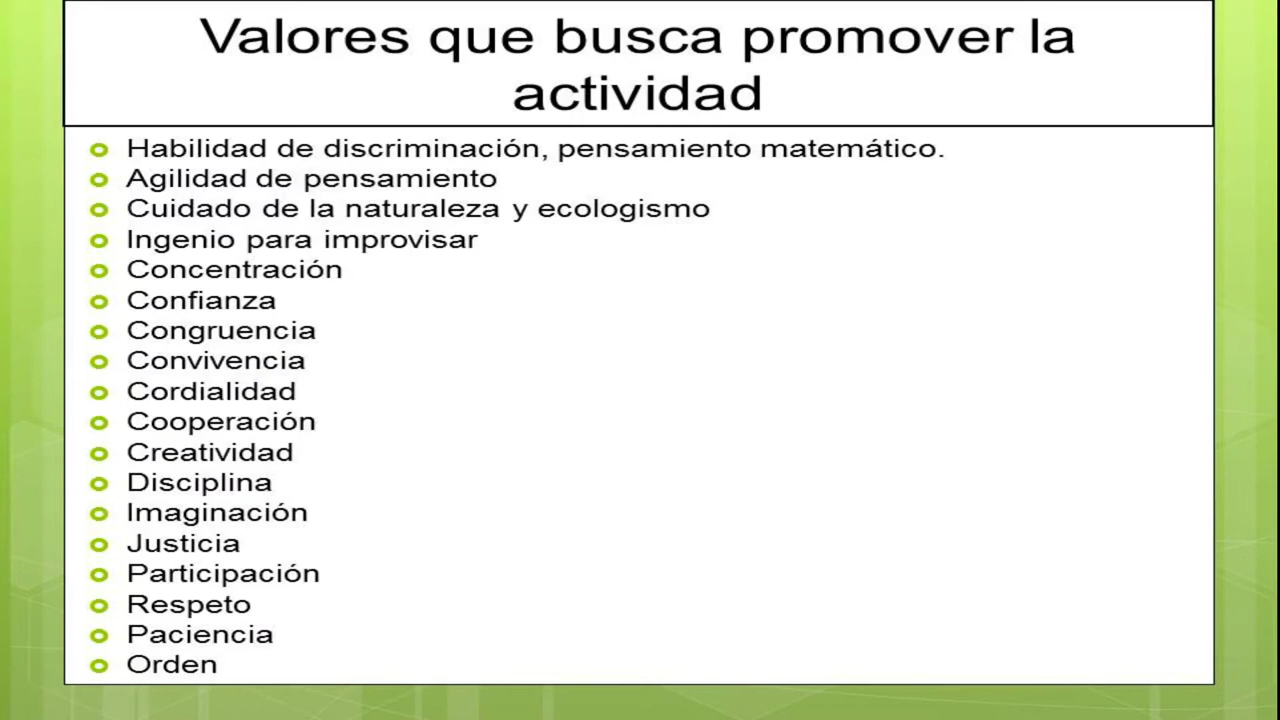 Valores que busca promover la
actividad
Habilidad de discriminación, pensamiento matemático.
Agilidad de pensamiento
Cuidado de la naturaleza y ecologismo
Ingenio para improvisar
Concentración
Confianza
Congruencia
Convivencia
Cordialidad
Cooperación
Creatividad
Disciplina
Imaginación
Justicia
Participación
Respeto
Paciencia
Orden